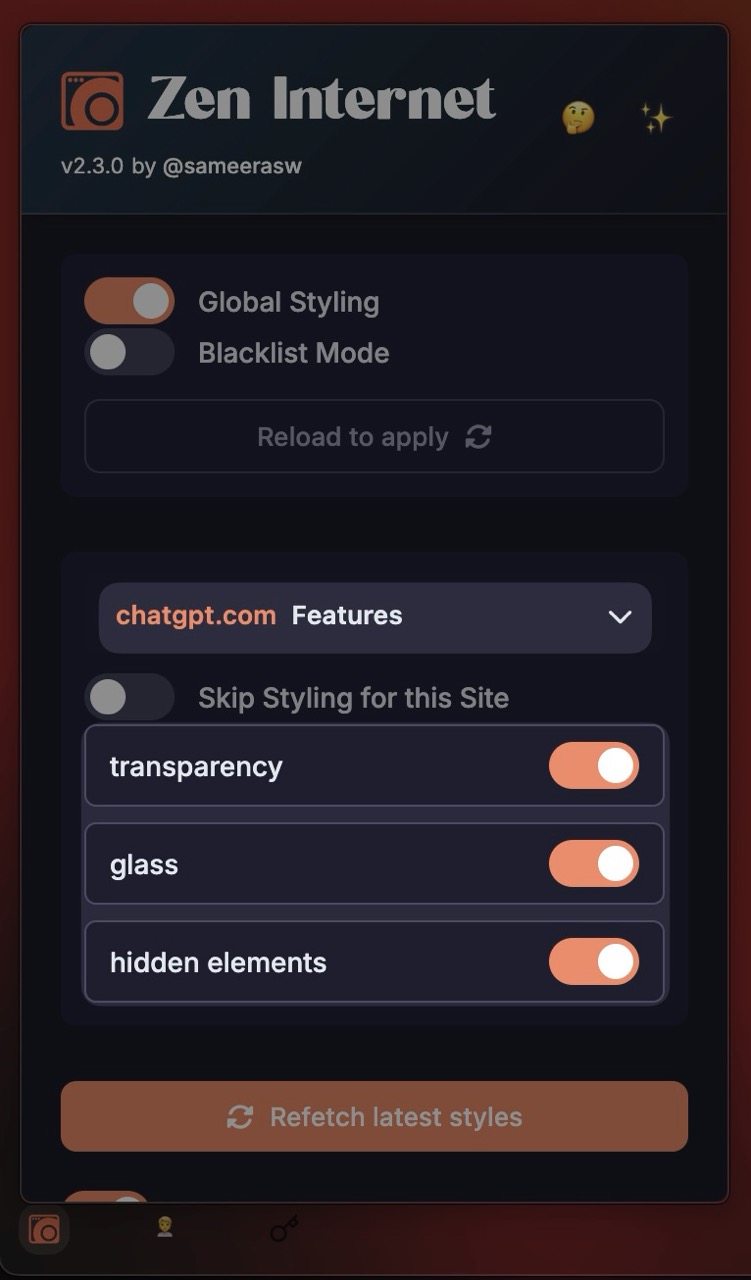 Zen Internet
v2.3.0 by @sameerasw
Global Styling
Blacklist Mode
Reload to apply
chatgpt.com Features
Skip Styling for this Site
transparency
glass
hidden elements
Refetch latest styles